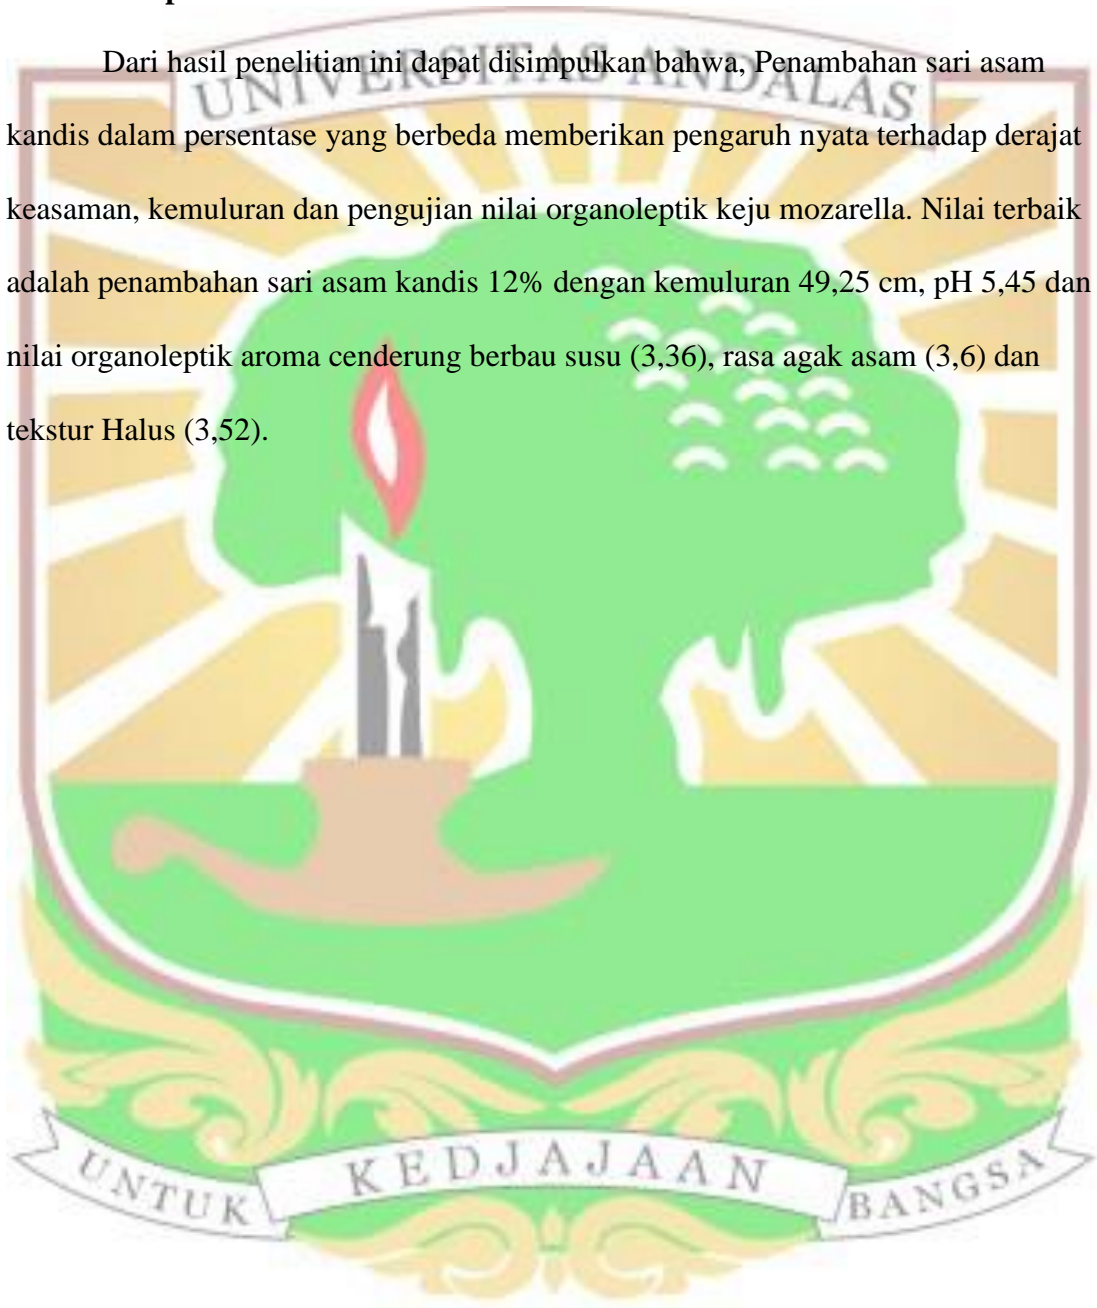 UNIVERSITAS ANDALAS
Dari hasil penelitian ini dapat disimpulkan bahwa, Penambahan sari asam
kandis dalam persentase yang berbeda memberikan pengaruh nyata terhadap derajat
keasaman, kemuluran dan pengujian nilai organoleptik keju mozarella. Nilai terbaik
adalah penambahan sari asam kandis 12% dengan kemuluran 49,25 cm, pH 5,45 dan
nilai organoleptik aroma cenderung berbau susu (3,36), rasa agak asam (3,6) dan
tekstur Halus (3,52).
UNTUK KEDJAJAAN BANGSA